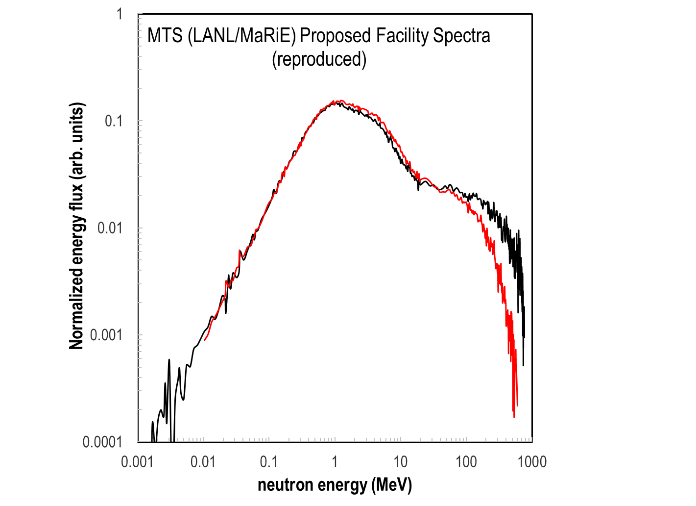 MTS (LANL/MaRiE) Proposed Facility Spectra
(reproduced)
Normalized energy flux (arb. units)
1
0.1
0.01
0.001
0.0001
0.001 0.01 0.1 1 10 100 1000
neutron energy (MeV)